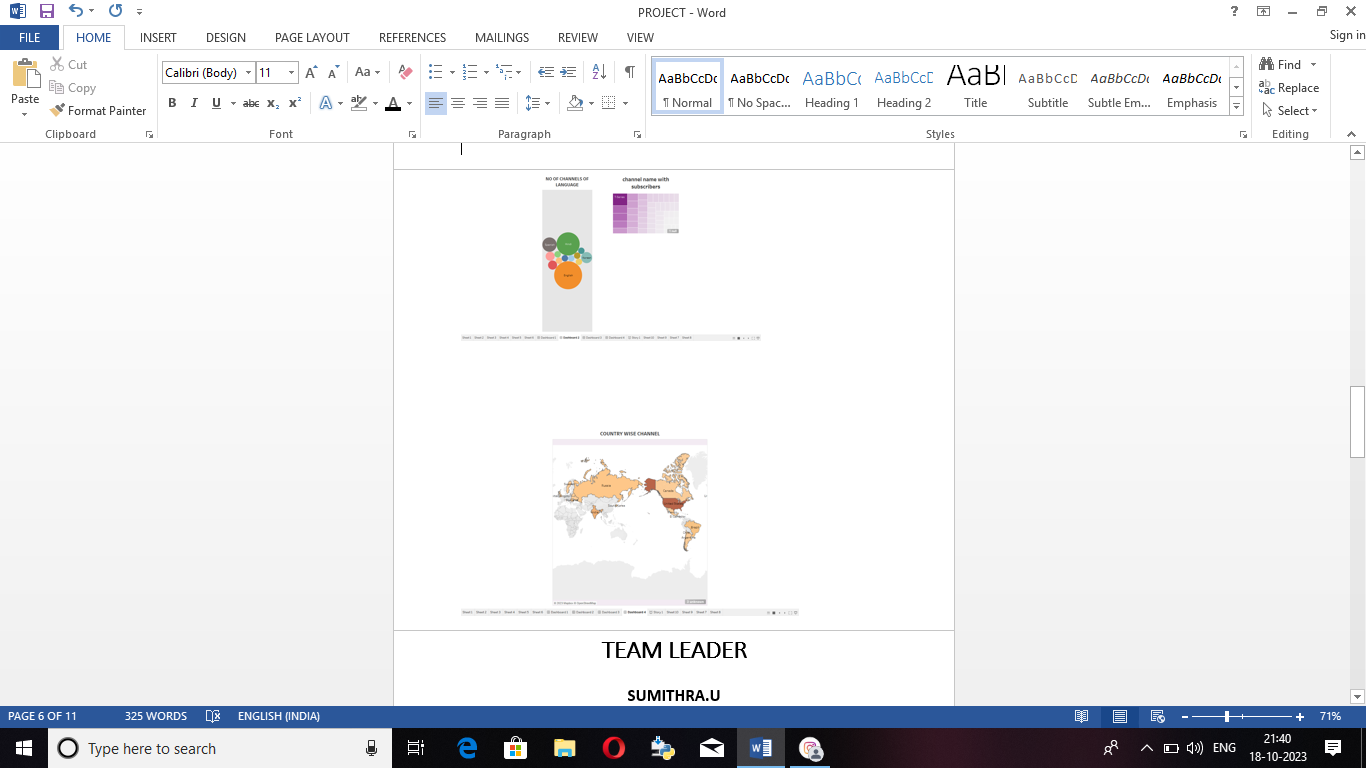 PROJECT - Word
FILE HOME INSERT DESIGN PAGE LAYOUT REFERENCES MAILINGS REVIEW VIEW Sign in
Paste
Cut
Copy
Format Painter
Clipboard
Calibri (Body) 11
Font
Paragraph
AaBbCcDc AaBbCcDc AaBbCc AaBbCcD AaBl AaBbCcD AaBbCcDc AaBbCcDc
¶ Normal ¶ No Spac... Heading 1 Heading 2 Title Subtitle Subtle Em... Emphasis
Styles
Find
Replace
Select
Editing
NO OF CHANNELS OF
LANGUAGE
channel name with
subscribers
COUNTRY WISE CHANNEL
Russia
Canada
TEAM LEADER
SUMITHRA.U
PAGE 6 OF 11 325 WORDS ENGLISH (INDIA) 71%
Type here to search
ENG
21:40
18-10-2023